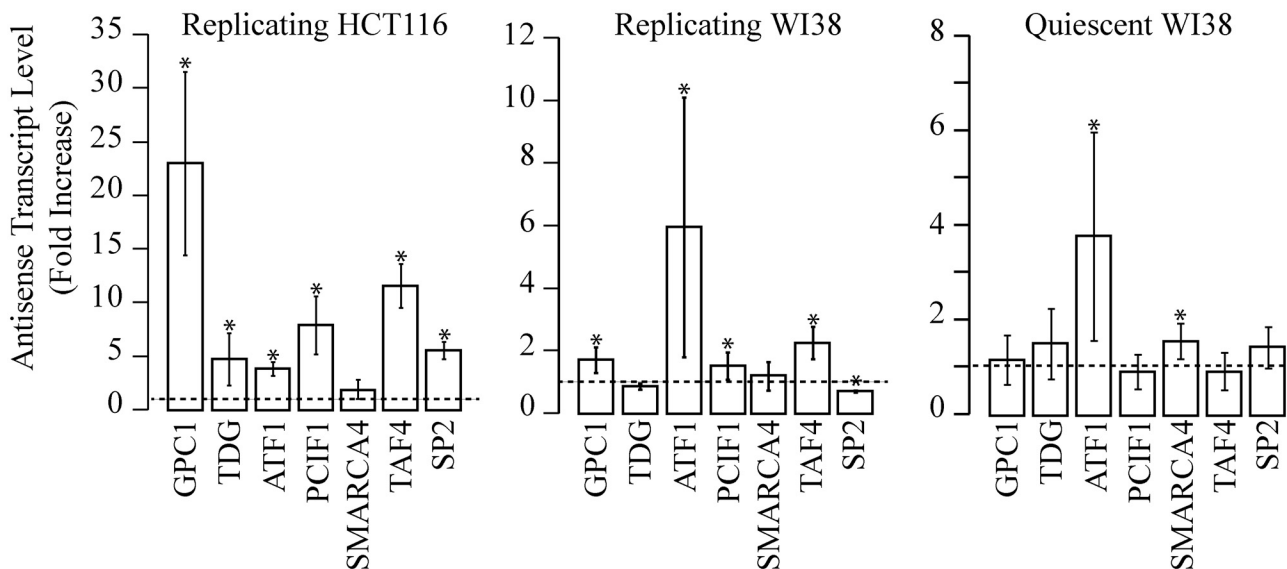 Replicating HCT116
Replicating WI38
Quiescent WI38
Antisense Transcript Level
(Fold Increase)
35
30
25
20
15
10
5
0
*
*
*
*
*
*
GPC1
TDG
ATF1
PCIF1
SMARCA4
TAF4
SP2
12
10
8
6
4
2
0
*
*
*
*
*
GPC1
TDG
ATF1
PCIF1
SMARCA4
TAF4
SP2
8
6
4
2
0
*
*
GPC1
TDG
ATF1
PCIF1
SMARCA4
TAF4
SP2